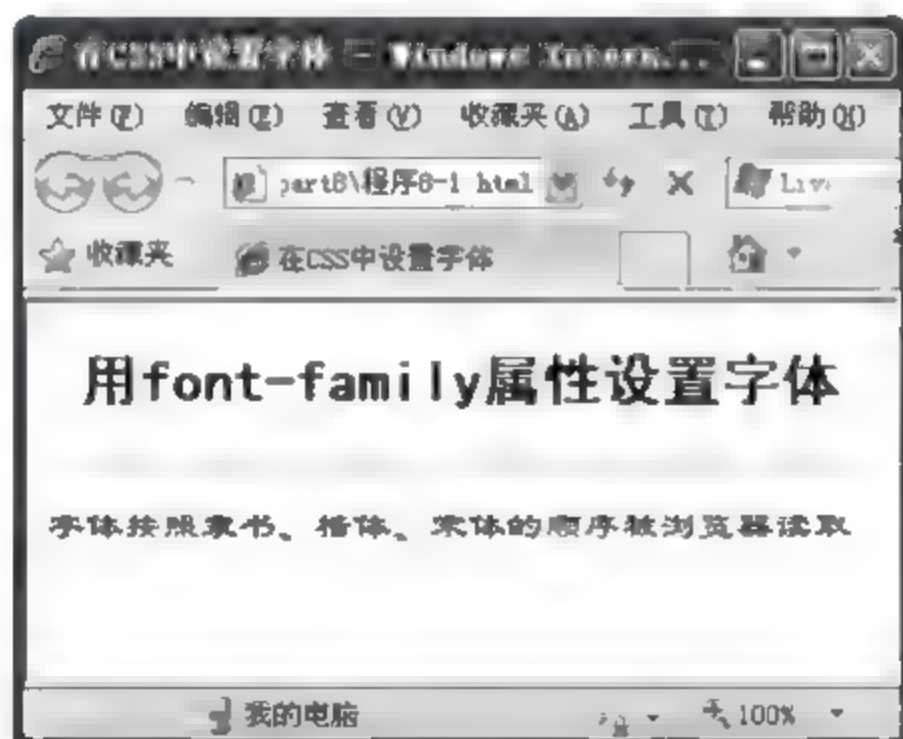 在CSS中设置字体 - Windows Intern...
文件(F) 编辑(E) 查看(V) 收藏夹(A) 工具(T) 帮助(H)
part8\程序8-1 html Live
收藏夹 在CSS中设置字体
用font-family属性设置字体
字体按照隶书、楷体、宋体的顺序被浏览器读取
我的电脑 100%